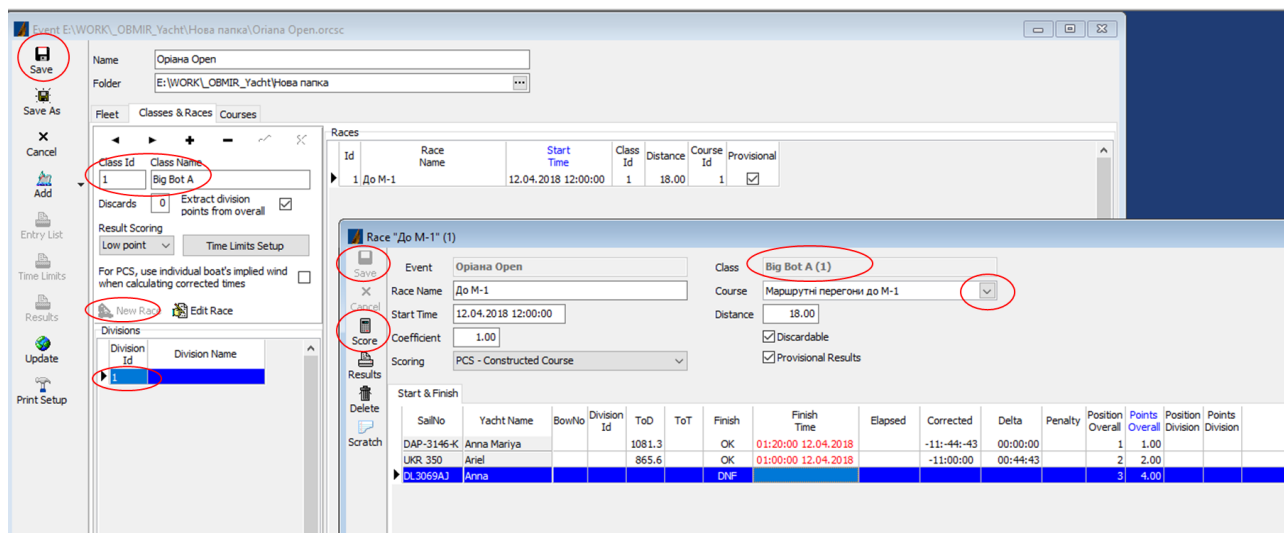 Event E:\WORK\_OBMIR_Yacht\Нова папка\Oriana Open.orcsc
Save
Save As
Cancel
Add
Entry List
Time Limits
Results
Update
Print Setup
Name Оріана Open
Folder E:\WORK\_OBMIR_Yacht\Нова папка ...
Fleet Classes & Races Courses
Class Id Class Name
1 Big Bot A
Discards 0 Extract division points from overall
Result Scoring
Low point Time Limits Setup
For PCS, use individual boat's implied wind
when calculating corrected times
New Race Edit Race
Divisions
Division Id Division Name
1
Races
Id Race Name Start Time Class Id Distance Course Id Provisional
1 До М-1 12.04.2018 12:00:00 1 18.00 1
Race "До М-1" (1)
Save
Cancel
Score
Results
Delete
Scratch
Event Оріана Open Class Big Bot A (1)
Race Name До М-1 Course Маршрутні перегони до М-1
Start Time 12.04.2018 12:00:00 Distance 18.00
Coefficient 1.00 Discardable
Scoring PCS - Constructed Course Provisional Results
Start & Finish
SailNo Yacht Name BowNo Division Id ToD ToT Finish Finish Time Elapsed Corrected Delta Penalty Position Overall Points Overall Position Division Points Division
DAP-3146-K Anna Mariya 1081.3 OK 01:20:00 12.04.2018 -11:-44:-43 00:00:00 1 1.00
UKR 350 Ariel 865.6 OK 01:00:00 12.04.2018 -11:00:00 00:44:43 2 2.00
DL3069AJ Anna DNF 3 4.00